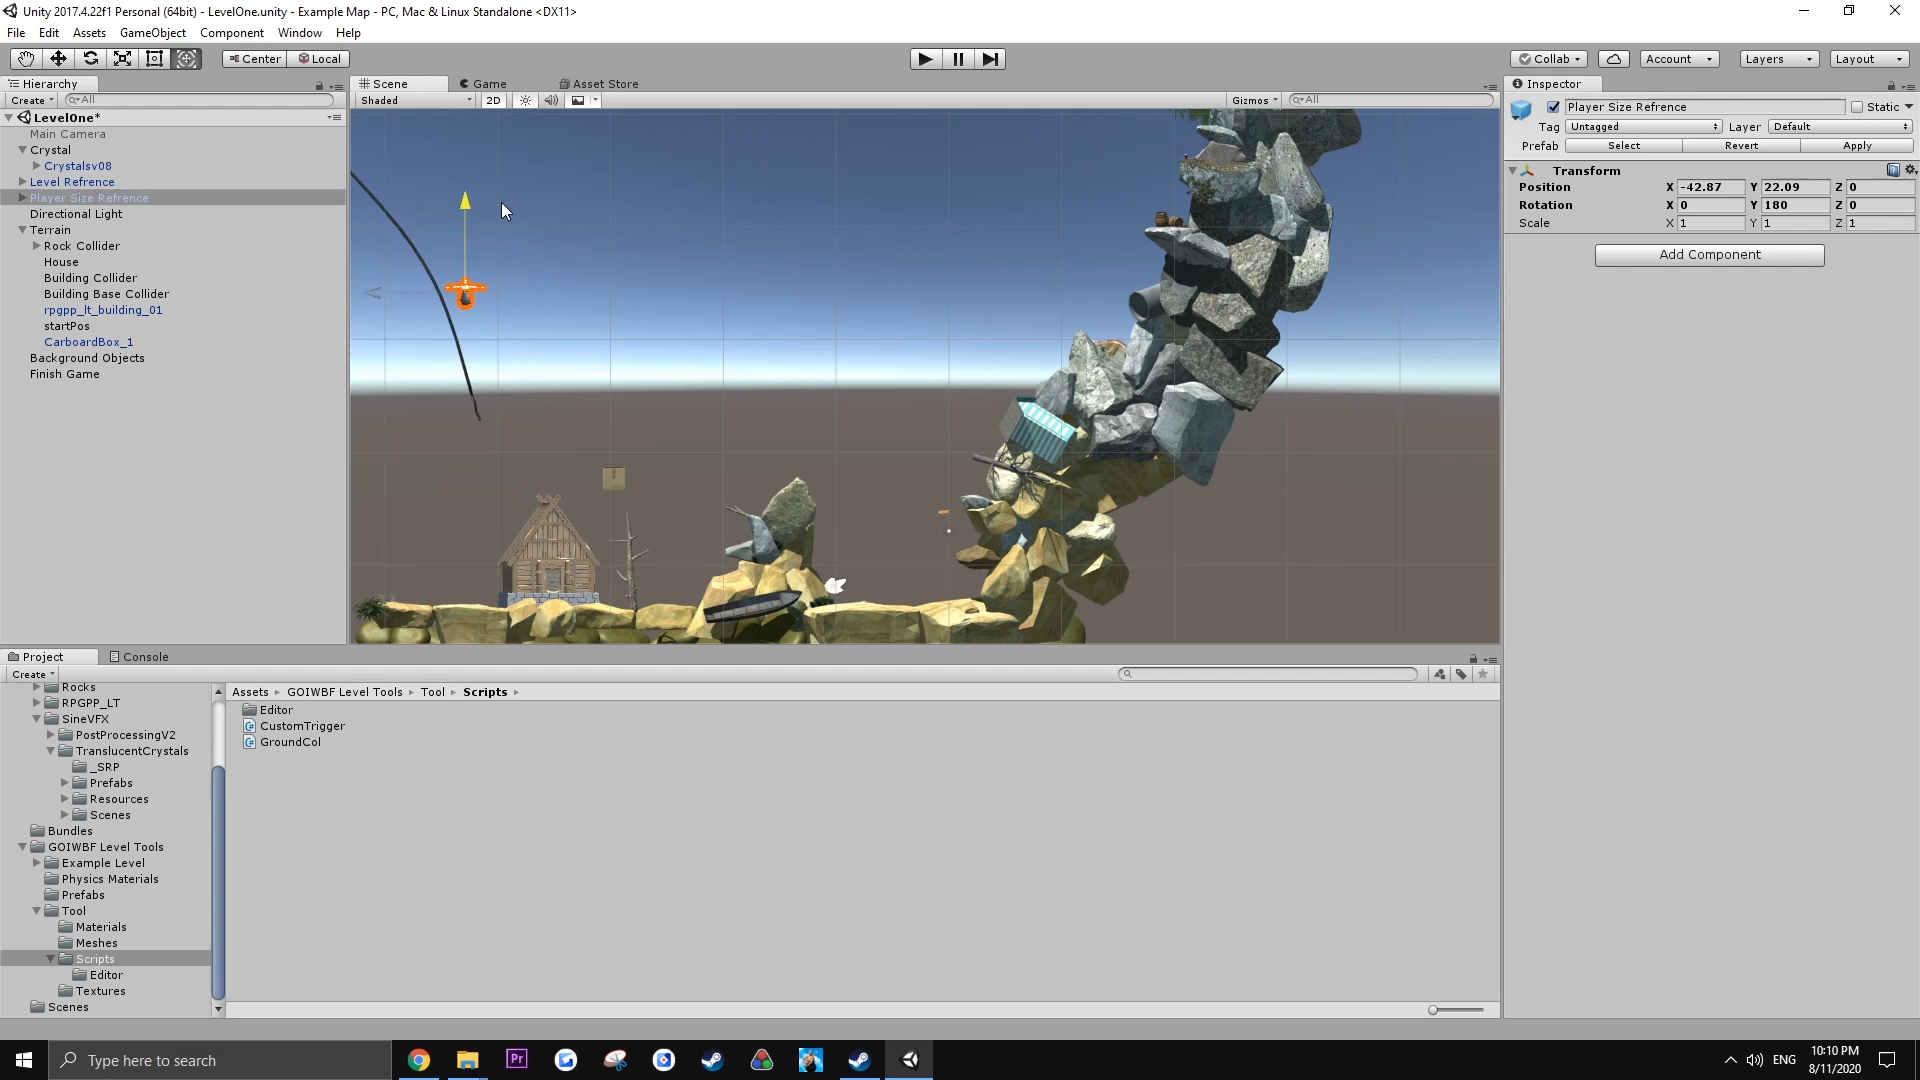 Unity 2017.4.22f1 Personal (64bit) - LevelOne.unity - Example Map - PC, Mac & Linux Standalone <DX11>
File Edit Assets GameObject Component Window Help
Center Local Collab Account Layers Layout
Hierarchy
Create All
LevelOne*
Main Camera
Crystal
Crystalsv08
Level Refrence
Player Size Refrence
Directional Light
Terrain
Rock Collider
House
Building Collider
Building Base Collider
rpgpp_lt_building_01
startPos
CarboardBox_1
Background Objects
Finish Game
Scene Game Asset Store
Shaded 2D Gizmos All
Inspector
Player Size Refrence Static
Tag Untagged Layer Default
Prefab Select Revert Apply
Transform
Position X -42.87 Y 22.09 Z 0
Rotation X 0 Y 180 Z 0
Scale X 1 Y 1 Z 1
Add Component
Project Console
Create
Rocks
RPGPP_LT
SineVFX
PostProcessingV2
TranslucentCrystals
_SRP
Prefabs
Resources
Scenes
Bundles
GOIWBF Level Tools
Example Level
Physics Materials
Prefabs
Tool
Materials
Meshes
Scripts
Editor
Textures
Scenes
Assets GOIWBF Level Tools Tool Scripts
Editor
CustomTrigger
GroundCol
Type here to search
Pr
ENG
10:10 PM
8/11/2020